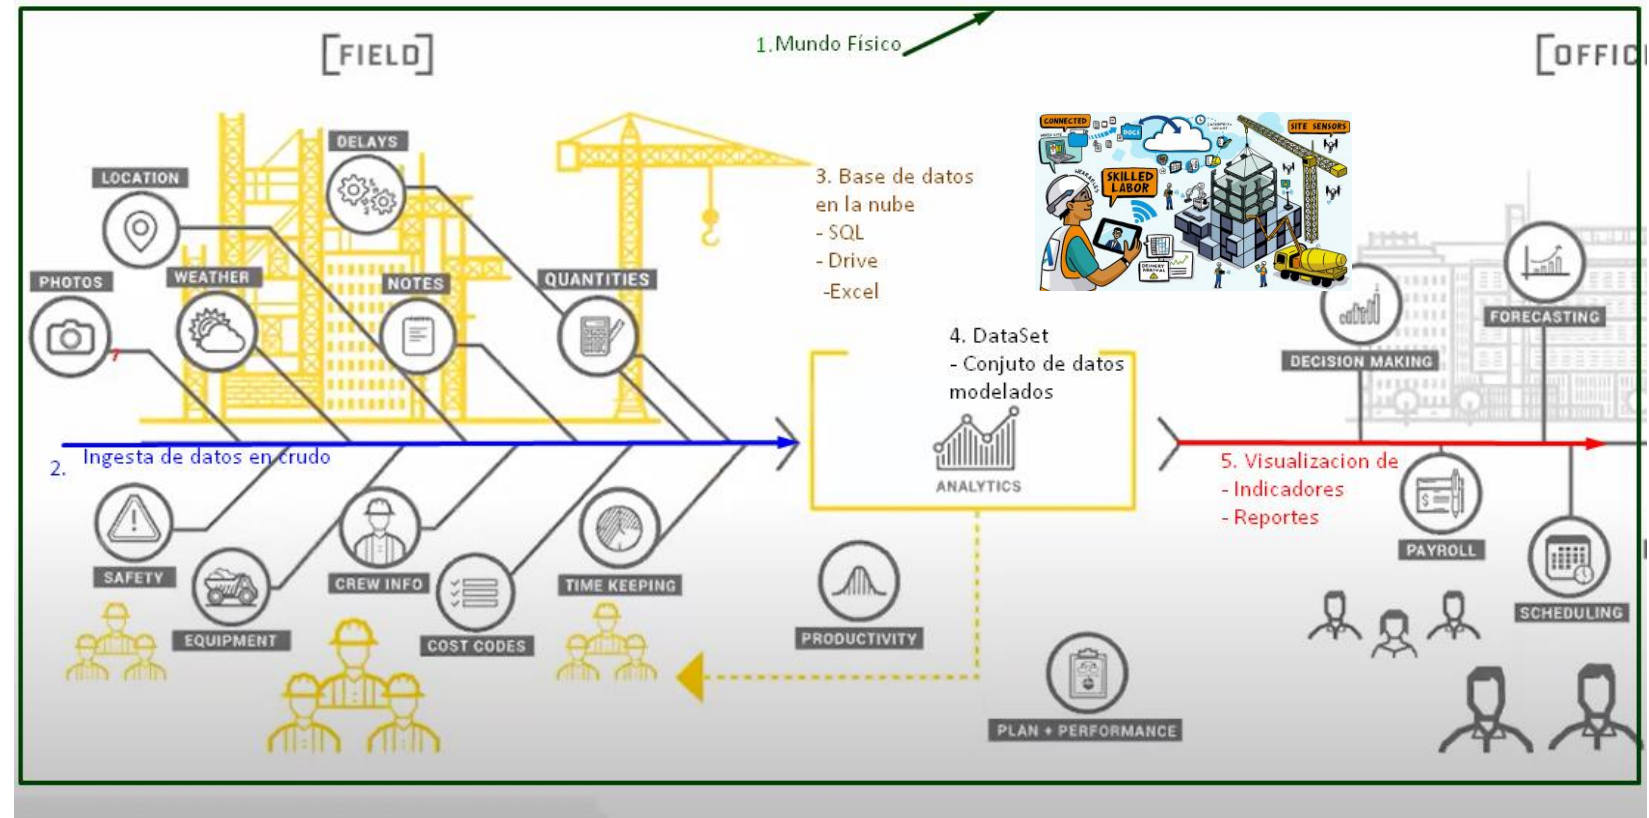 [FIELD]
1. Mundo Físico
[OFFIC
DELAYS
LOCATION
PHOTOS
WEATHER
NOTES
QUANTITIES
3. Base de datos
en la nube
- SQL
- Drive
-Excel
CONNECTED
DOCS
SITE SENSORS
SKILLED
LABOR
4. DataSet
- Conjuto de datos
modelados
ANALYTICS
DECISION MAKING
FORECASTING
2. Ingesta de datos en crudo
5. Visualizacion de
- Indicadores
- Reportes
SAFETY
EQUIPMENT
CREW INFO
COST CODES
TIME KEEPING
PRODUCTIVITY
PLAN + PERFORMANCE
$
PAYROLL
SCHEDULING